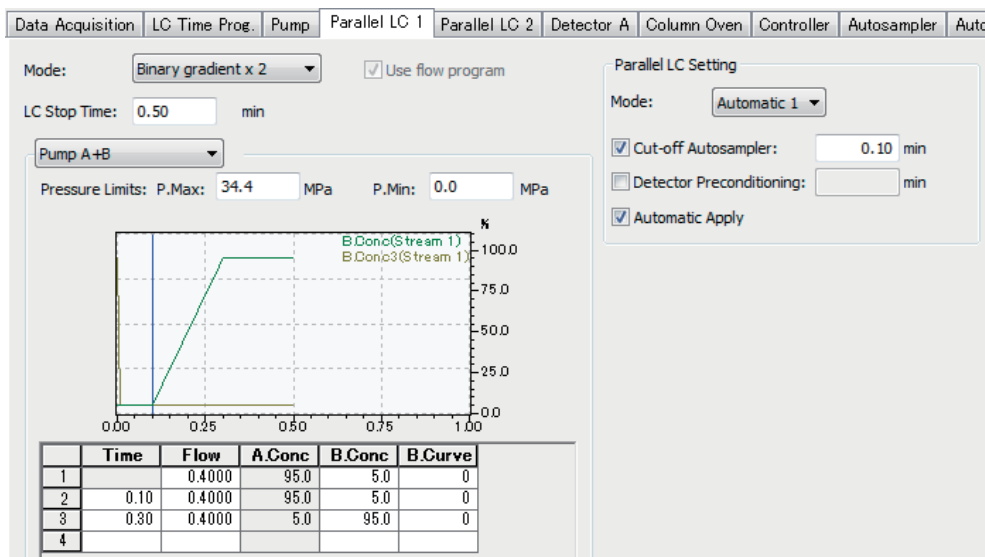 Data Acquisition LC Time Prog. Pump Parallel LC 1 Parallel LC 2 Detector A Column Oven Controller Autosampler Auto
Mode: Binary gradient x 2 Use flow program
LC Stop Time: 0.50 min
Pump A+B
Pressure Limits: P.Max: 34.4 MPa P.Min: 0.0 MPa
%
B.Conc(Stream 1)
B.Conc3(Stream 1)
100.0
75.0
50.0
25.0
0.0
0.00 0.25 0.50 0.75 1.00
Time Flow A.Conc B.Conc B.Curve
1 0.4000 95.0 5.0 0
2 0.10 0.4000 95.0 5.0 0
3 0.30 0.4000 5.0 95.0 0
4
Parallel LC Setting
Mode: Automatic 1
Cut-off Autosampler: 0.10 min
Detector Preconditioning: min
Automatic Apply